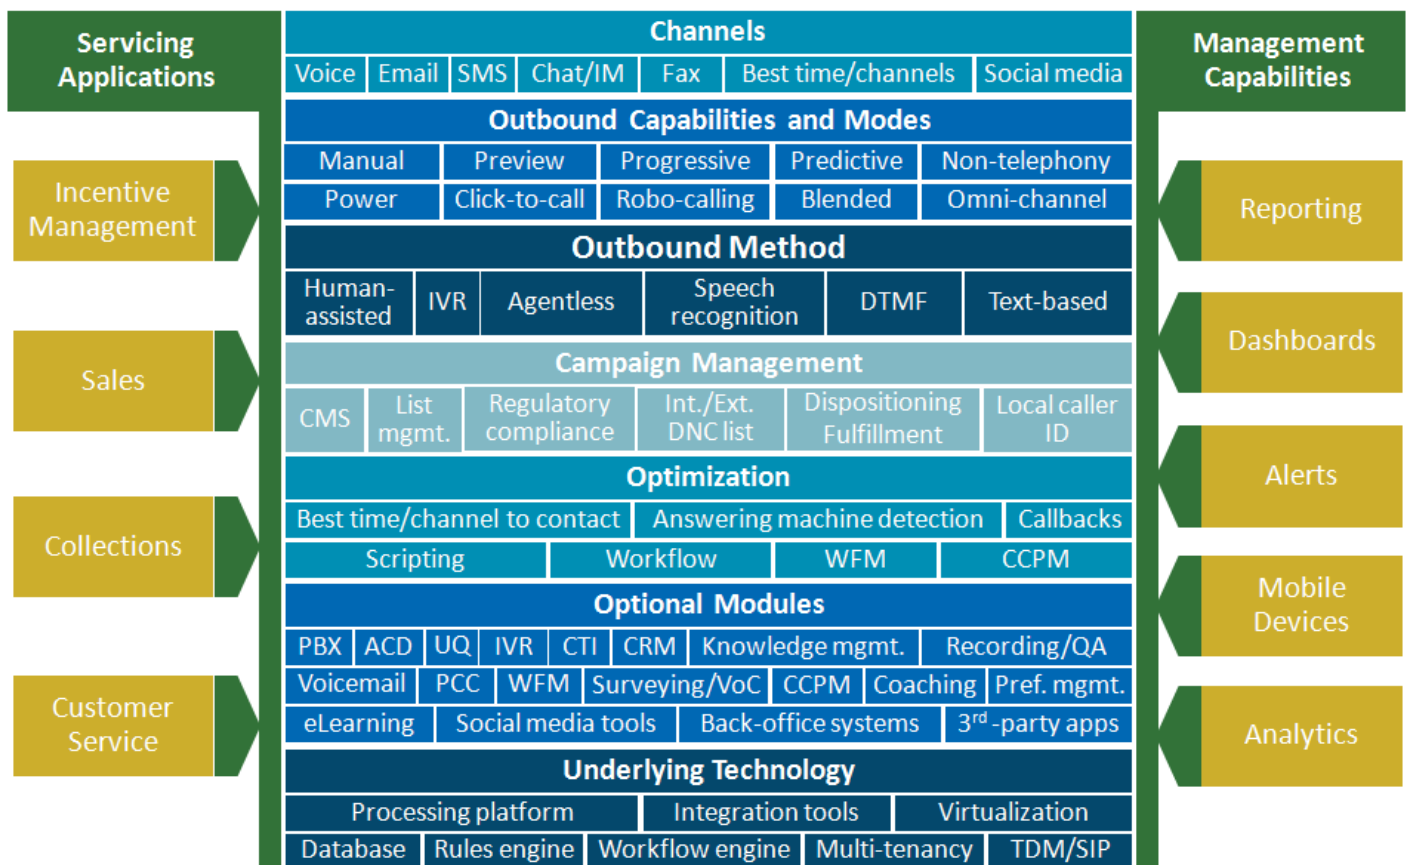 Servicing
Applications
Incentive
Management
Sales
Collections
Customer
Service
Channels
Voice Email SMS Chat/IM Fax Best time/channels Social media
Outbound Capabilities and Modes
Manual Preview Progressive Predictive Non-telephony
Power Click-to-call Robo-calling Blended Omni-channel
Outbound Method
Human-
assisted
IVR
Agentless
Speech
recognition
DTMF
Text-based
Campaign Management
CMS
List
mgmt.
Regulatory
compliance
Int./Ext.
DNC list
Dispositioning
Fulfillment
Local caller
ID
Optimization
Best time/channel to contact Answering machine detection Callbacks
Scripting Workflow WFM CCPM
Optional Modules
PBX ACD UQ IVR CTI CRM Knowledge mgmt. Recording/QA
Voicemail PCC WFM Surveying/VoC CCPM Coaching Pref. mgmt.
eLearning Social media tools Back-office systems 3rd -party apps
Underlying Technology
Processing platform Integration tools Virtualization
Database Rules engine Workflow engine Multi-tenancy TDM/SIP
Management
Capabilities
Reporting
Dashboards
Alerts
Mobile
Devices
Analytics